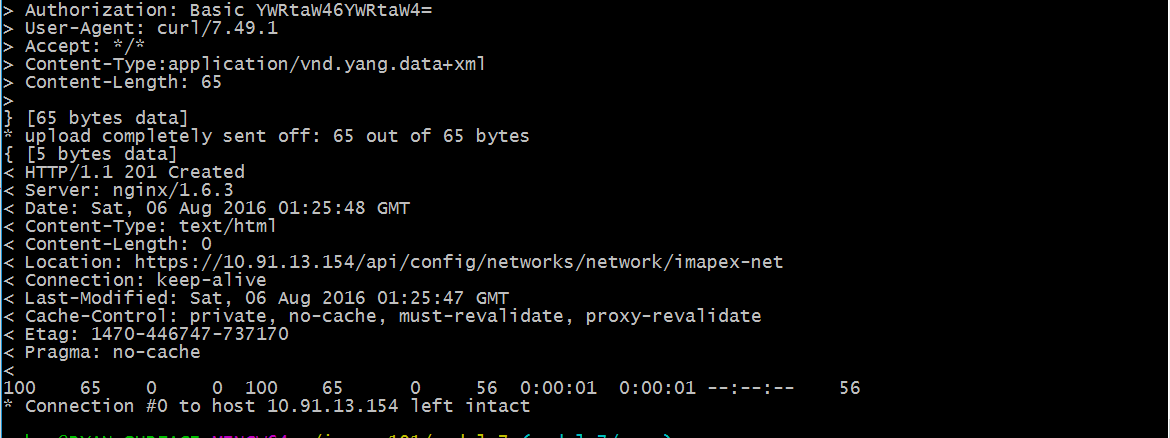 > Authorization: Basic YWRtaW46YWRtaW4=
> User-Agent: curl/7.49.1
> Accept: */*
> Content-Type:application/vnd.yang.data+xml
> Content-Length: 65
>
} [65 bytes data]
* upload completely sent off: 65 out of 65 bytes
{ [5 bytes data]
< HTTP/1.1 201 Created
< Server: nginx/1.6.3
< Date: Sat, 06 Aug 2016 01:25:48 GMT
< Content-Type: text/html
< Content-Length: 0
< Location: https://10.91.13.154/api/config/networks/network/imapex-net
< Connection: keep-alive
< Last-Modified: Sat, 06 Aug 2016 01:25:47 GMT
< Cache-Control: private, no-cache, must-revalidate, proxy-revalidate
< Etag: 1470-446747-737170
< Pragma: no-cache
<
100    65    0     0  100    65      0     56  0:00:01  0:00:01 --:--:--    56
* Connection #0 to host 10.91.13.154 left intact